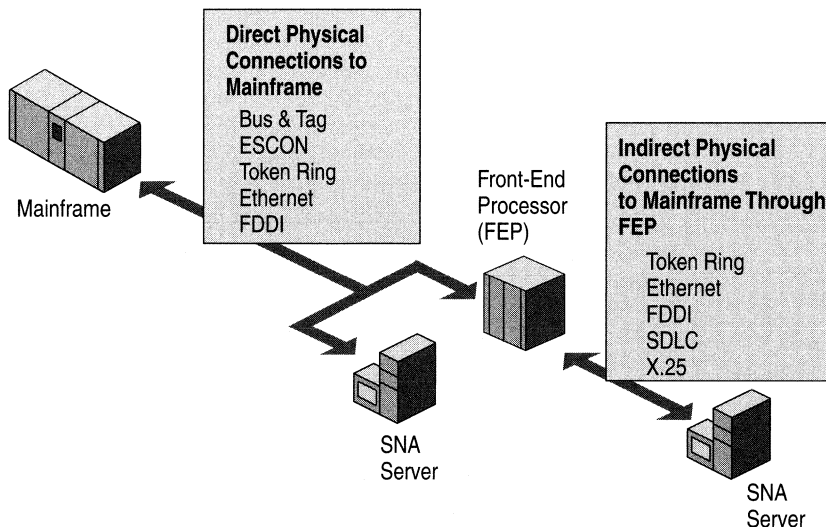 Direct Physical
Connections to
Mainframe
Bus & Tag
ESCON
Token Ring
Ethernet
FDDI
Mainframe
Front-End
Processor
(FEP)
Indirect Physical
Connections
to Mainframe Through
FEP
Token Ring
Ethernet
FDDI
SDLC
X.25
SNA
Server
SNA
Server